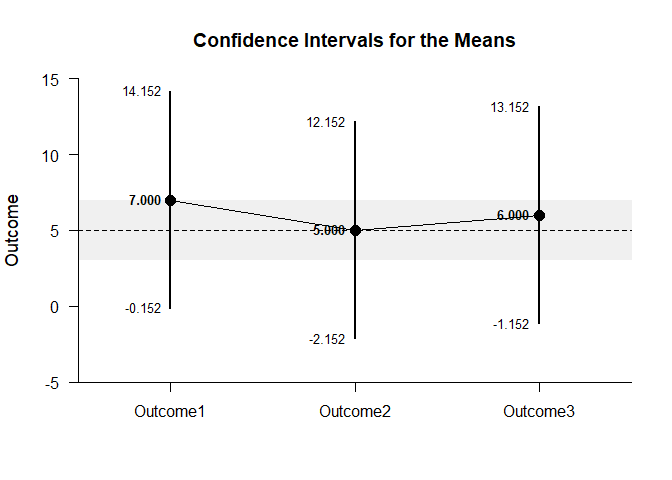 Confidence Intervals for the Means
Outcome
15
10
5
0
-5
14.152
7.000
-0.152
12.152
5.000
-2.152
13.152
6.000
-1.152
Outcome1
Outcome2
Outcome3